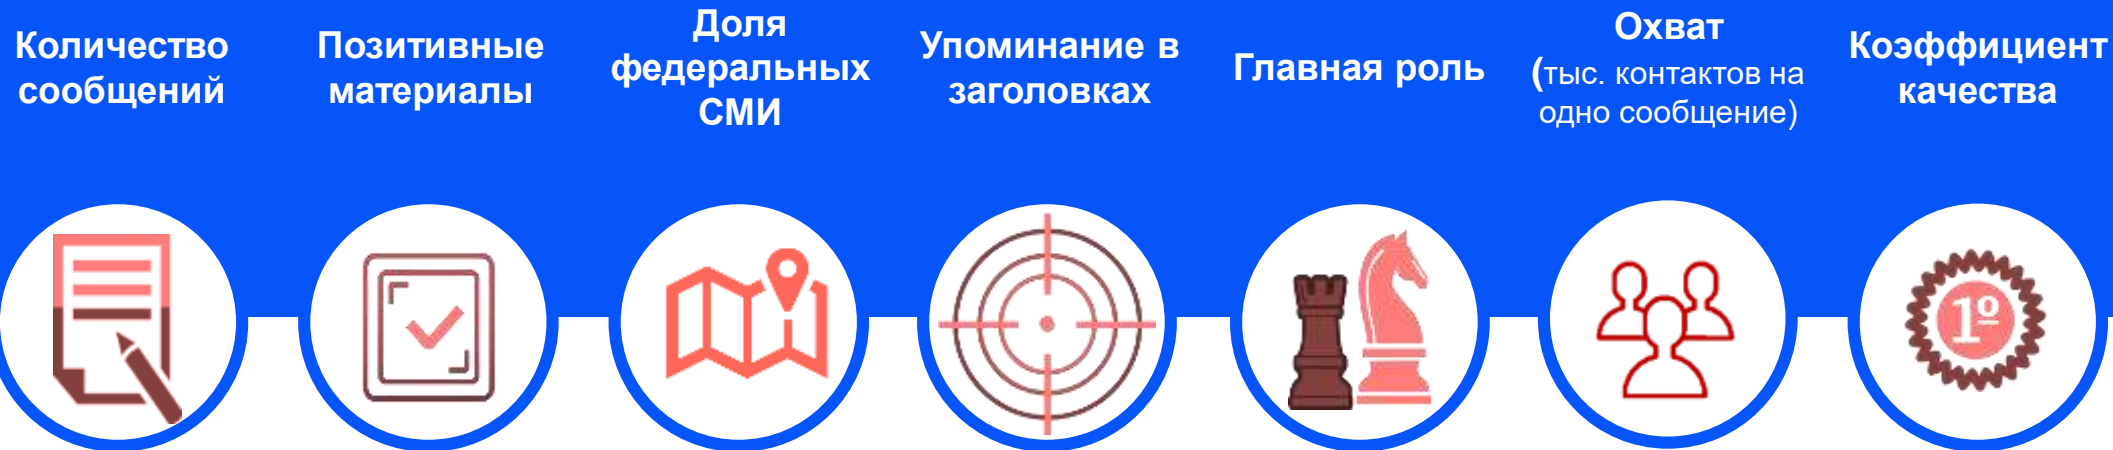 Количество
сообщений
Позитивные
материалы
Доля
федеральных
СМИ
Упоминание в
заголовках
Главная роль
Охват
(тыс. контактов на
одно сообщение)
Коэффициент
качества
1º